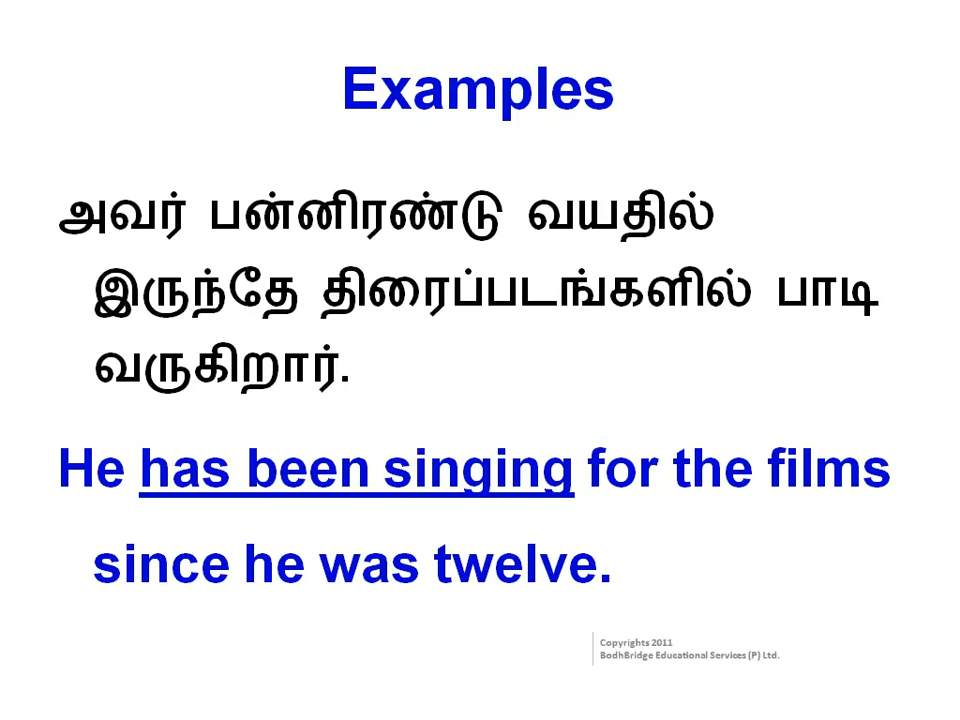 Examples
அவர் பன்னிரண்டு வயதில்
இருந்தே திரைப்படங்களில் பாடி
வருகிறார்.
He has been singing for the films
since he was twelve.
Copyrights 2011
BodhBridge Educational Services (P) Ltd.